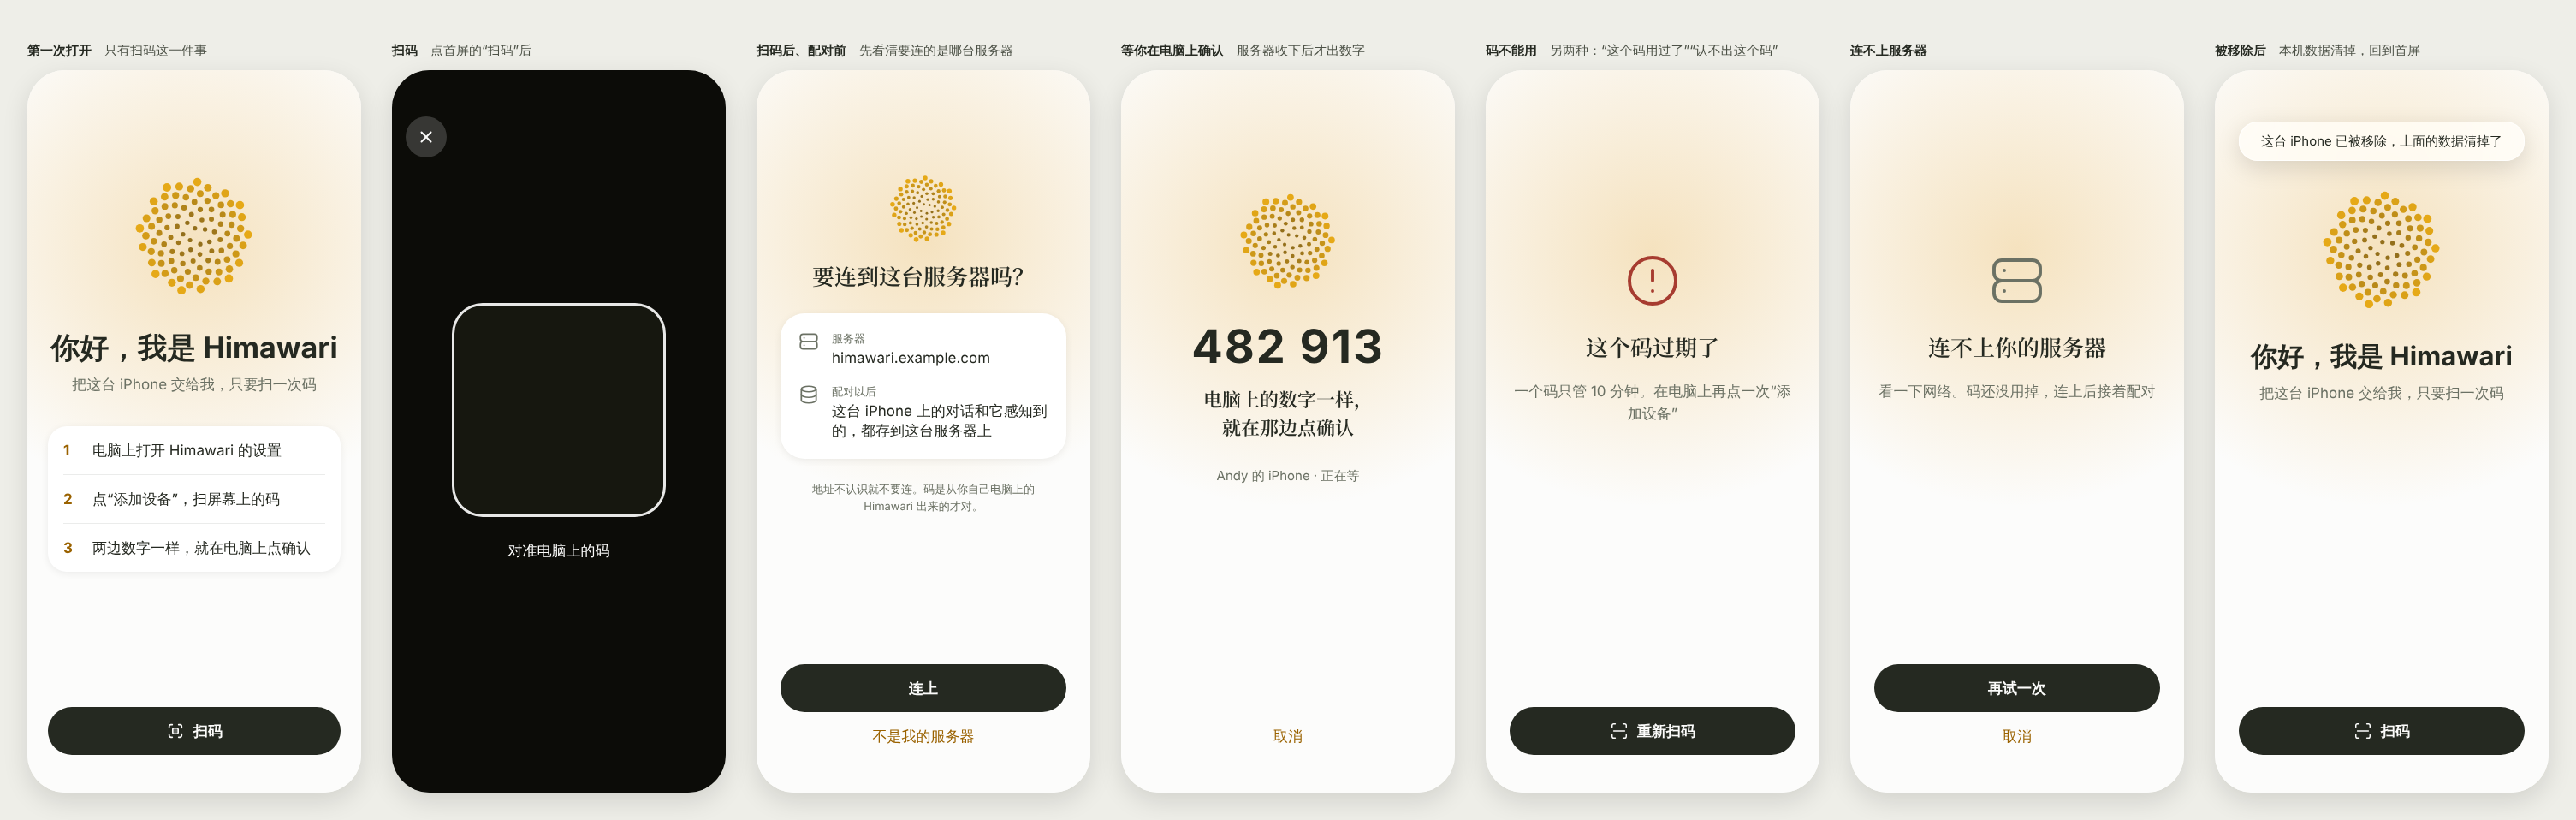 第一次打开 只有扫码这一件事
你好，我是 Himawari
把这台 iPhone 交给我，只要扫一次码
1 电脑上打开 Himawari 的设置
2 点“添加设备”，扫屏幕上的码
3 两边数字一样，就在电脑上点确认
扫码
扫码 点首屏的“扫码”后
对准电脑上的码
扫码后、配对前 先看清要连的是哪台服务器
要连到这台服务器吗？
服务器
himawari.example.com
配对以后
这台 iPhone 上的对话和它感知到
的，都存到这台服务器上
地址不认识就不要连。码是从你自己电脑上的
Himawari 出来的才对。
连上
不是我的服务器
等你在电脑上确认 服务器收下后才出数字
482 913
电脑上的数字一样，
就在那边点确认
Andy 的 iPhone · 正在等
取消
码不能用 另两种：“这个码用过了”“认不出这个码”
这个码过期了
一个码只管 10 分钟。在电脑上再点一次“添
加设备”
重新扫码
连不上服务器
连不上你的服务器
看一下网络。码还没用掉，连上后接着配对
再试一次
取消
被移除后 本机数据清掉，回到首屏
这台 iPhone 已被移除，上面的数据清掉了
你好，我是 Himawari
把这台 iPhone 交给我，只要扫一次码
扫码